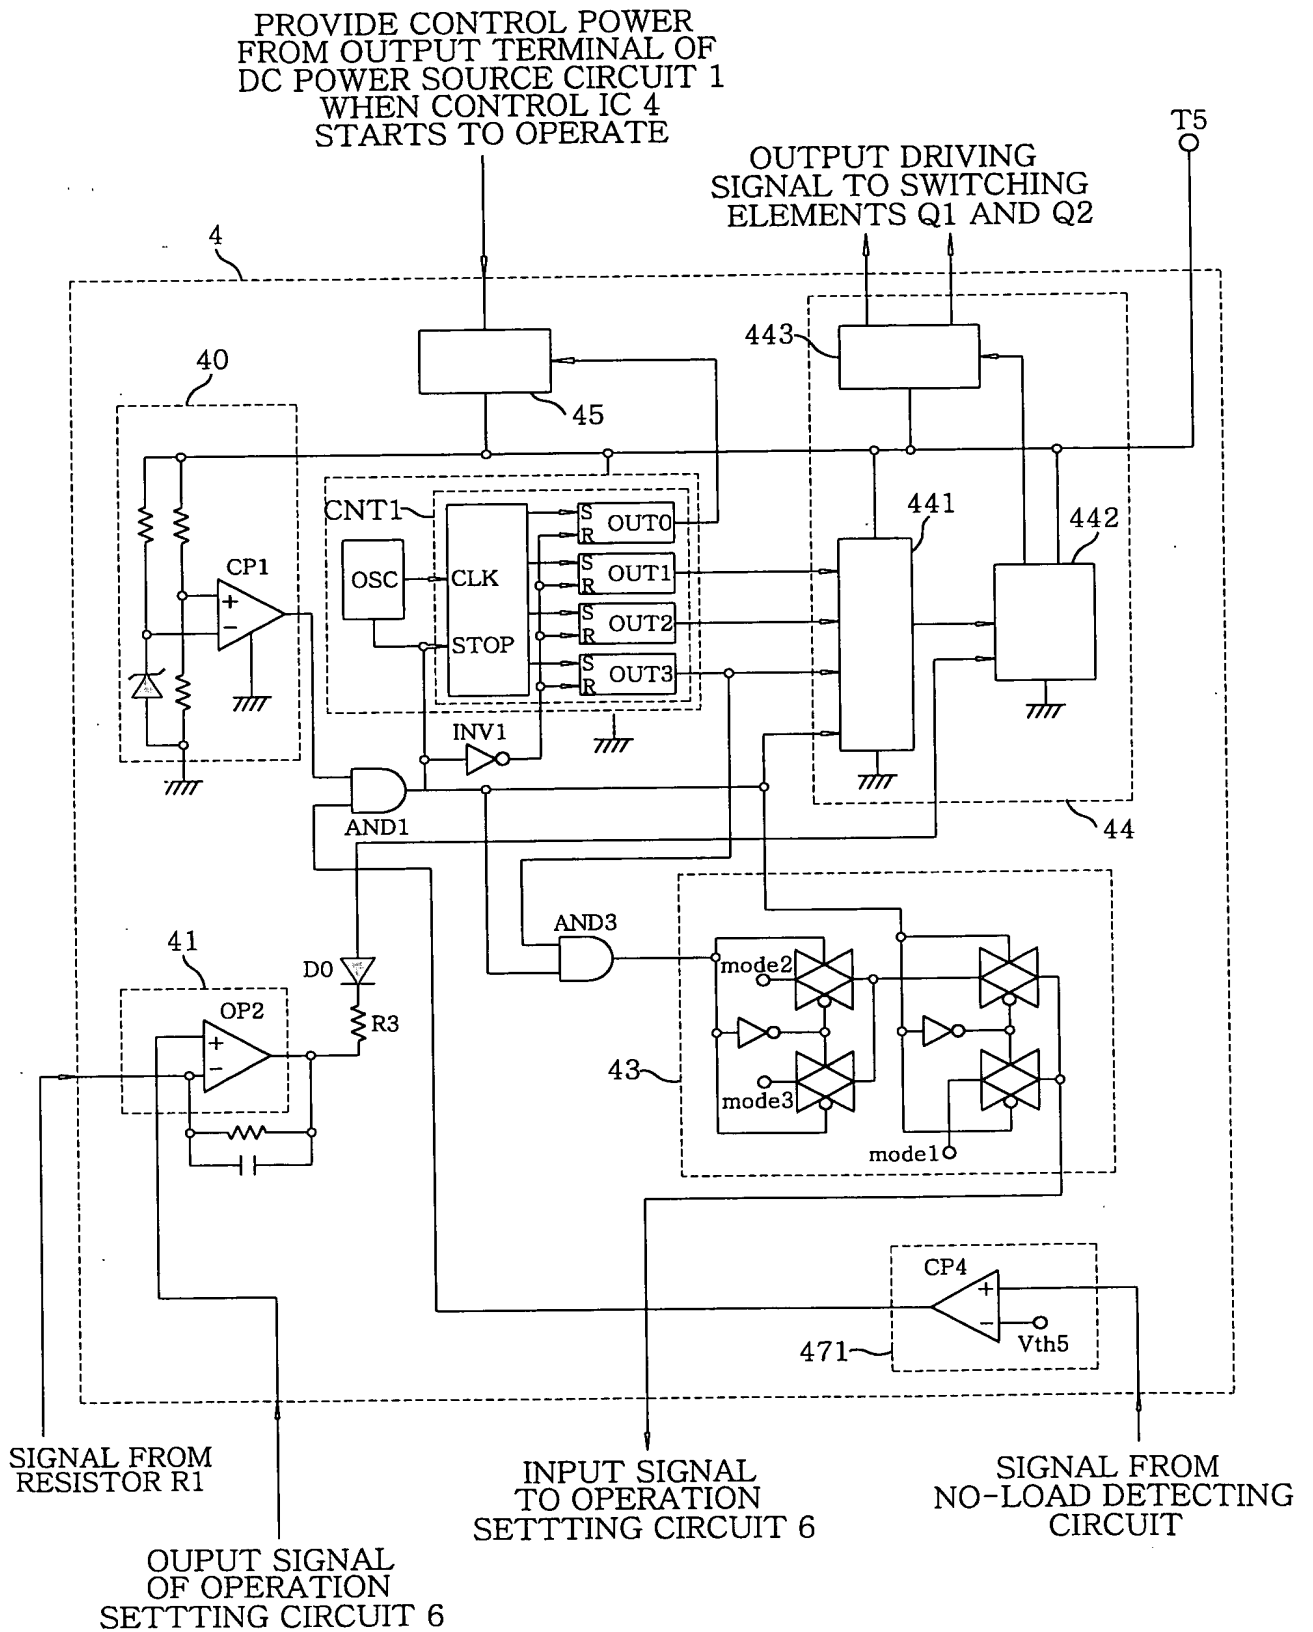 PROVIDE CONTROL POWER
FROM OUTPUT TERMINAL OF
DC POWER SOURCE CIRCUIT 1
WHEN CONTROL IC 4
STARTS TO OPERATE
T5
OUTPUT DRIVING
SIGNAL TO SWITCHING
ELEMENTS Q1 AND Q2
4
443
40
45
CNT1
S
R
OUT0
441
442
CP1
+
−
OSC
CLK
S
R
OUT1
STOP
S
R
OUT2
S
R
OUT3
INV1
AND1
44
AND3
41
D0
mode2
OP2
+
−
R3
43
mode3
mode1
CP4
+
−
Vth5
471
SIGNAL FROM
RESISTOR R1
INPUT SIGNAL
TO OPERATION
SETTTING CIRCUIT 6
SIGNAL FROM
NO-LOAD DETECTING
CIRCUIT
OUPUT SIGNAL
OF OPERATION
SETTTING CIRCUIT 6